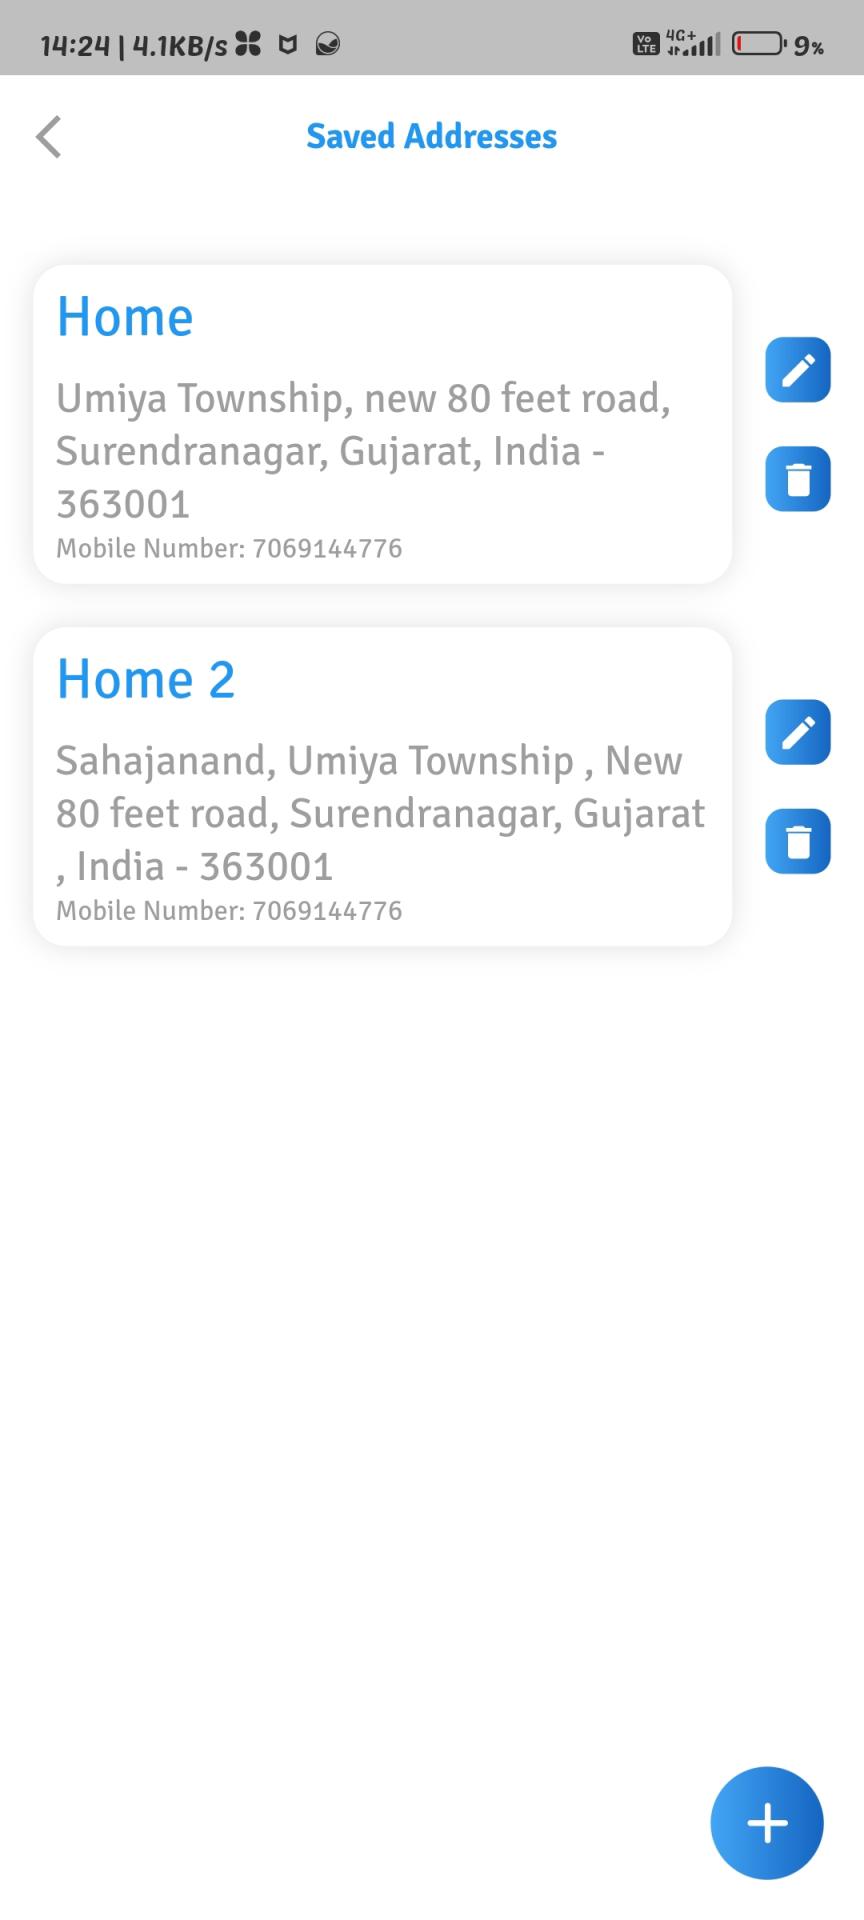 14:24 | 4.1KB/s
Vo LTE 4G+ 9%
Saved Addresses
Home
Umiya Township, new 80 feet road,
Surendranagar, Gujarat, India -
363001
Mobile Number: 7069144776
Home 2
Sahajanand, Umiya Township , New
80 feet road, Surendranagar, Gujarat
, India - 363001
Mobile Number: 7069144776